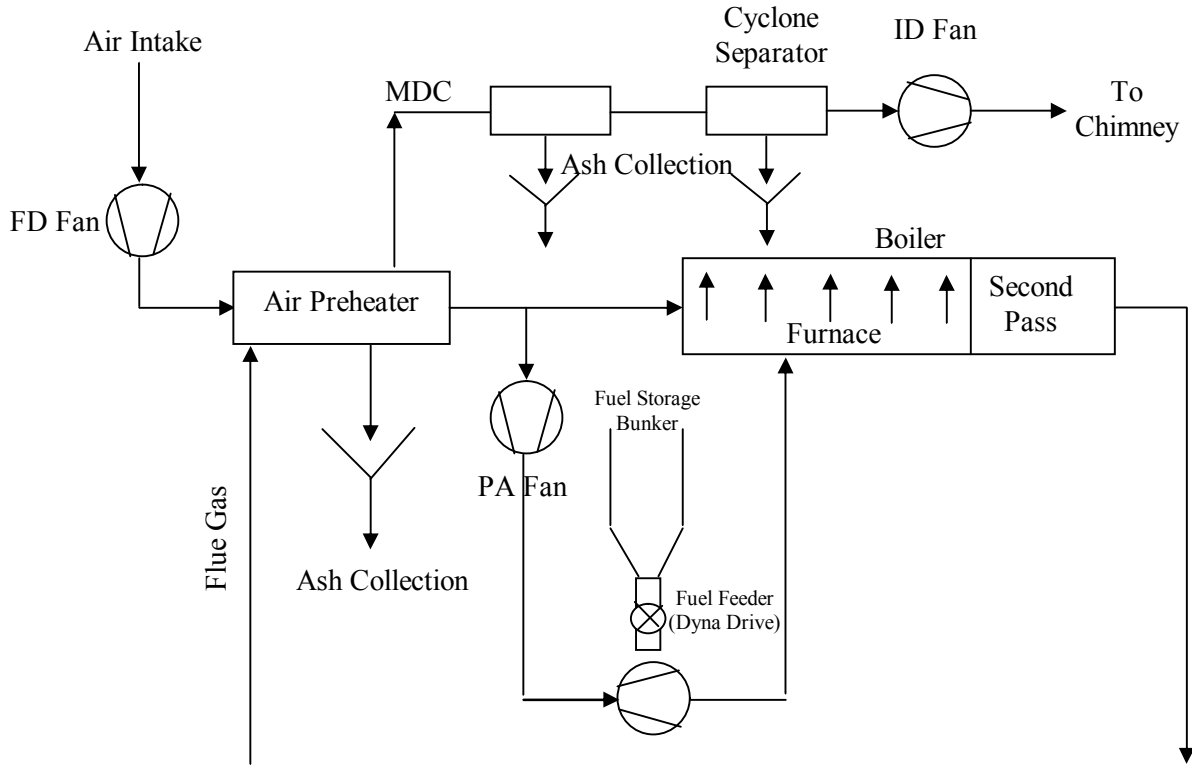 Cyclone
Separator
ID Fan
Air Intake
MDC
To
Chimney
Ash Collection
FD Fan
Boiler
Air Preheater
Second
Pass
Furnace
Fuel Storage
Bunker
PA Fan
Flue Gas
Ash Collection
Fuel Feeder
(Dyna Drive)